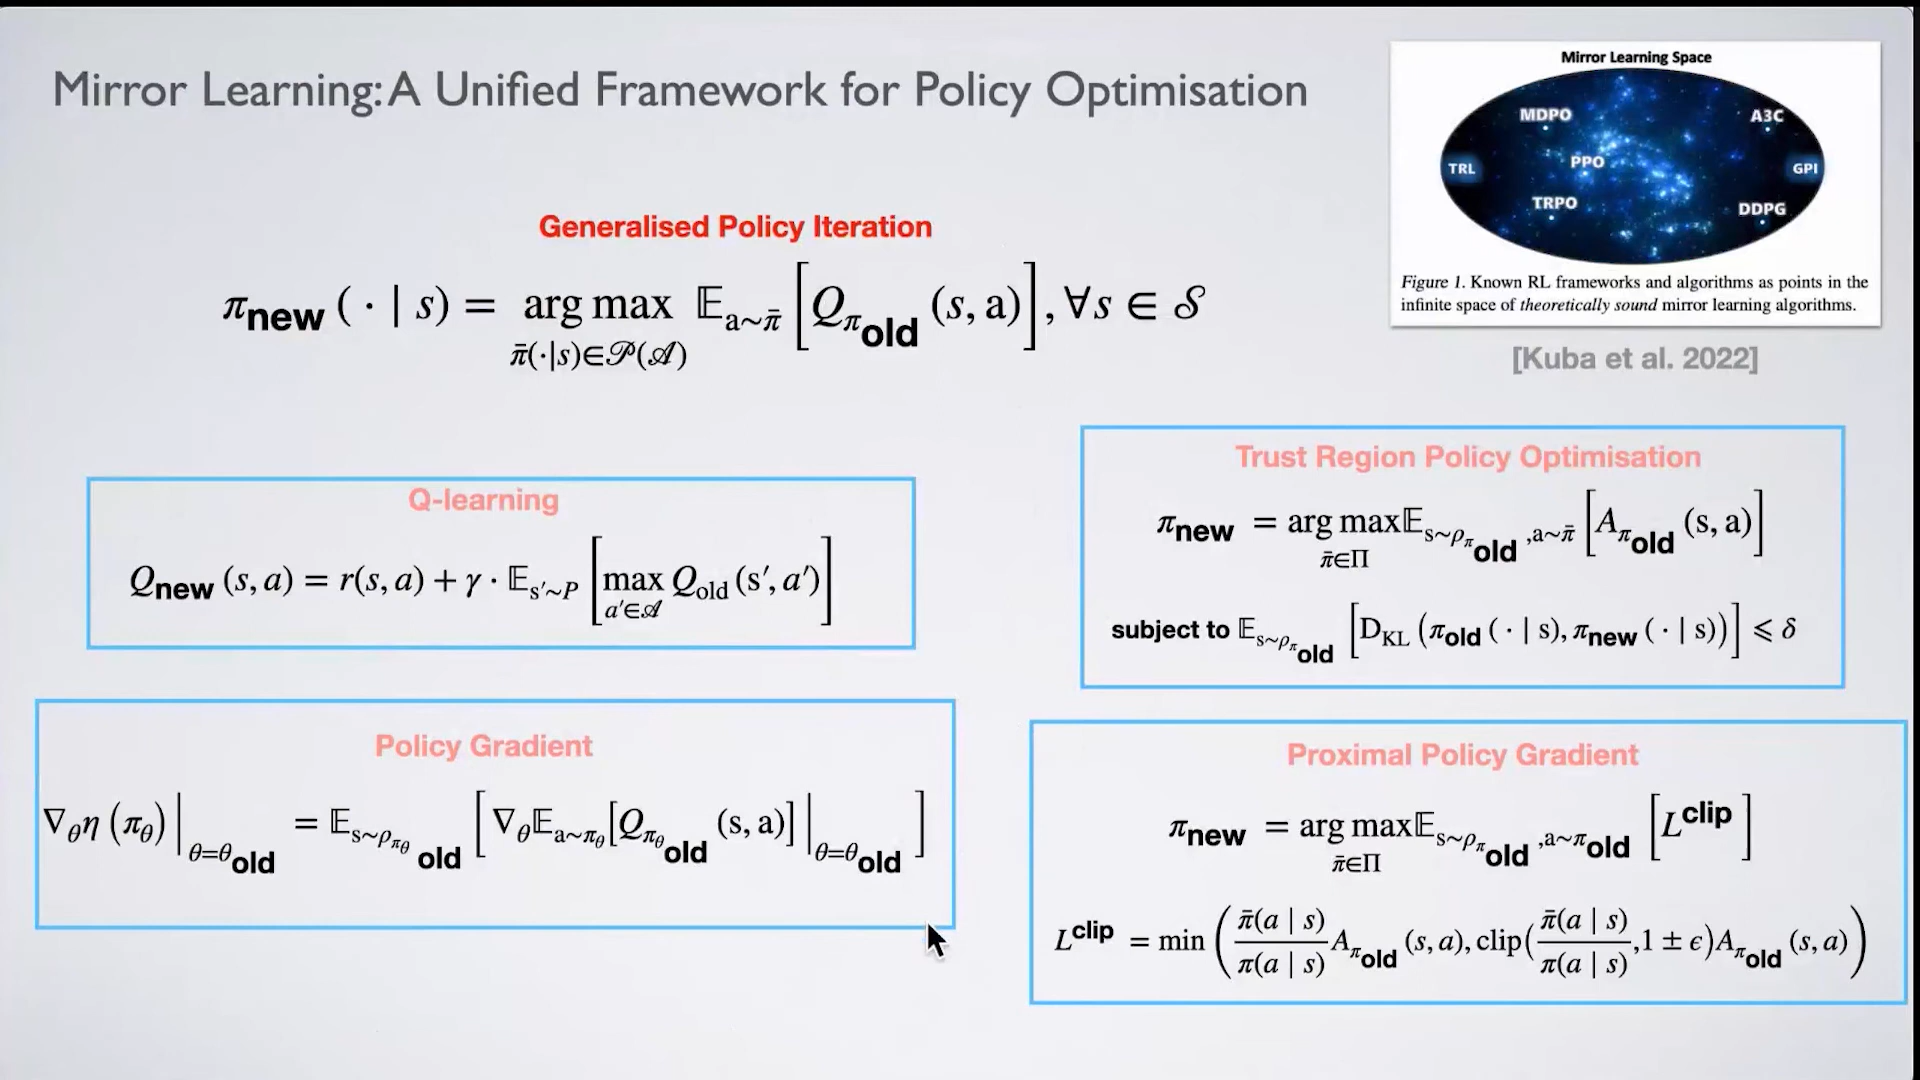 Mirror Learning: A Unified Framework for Policy Optimisation
Mirror Learning Space
MDPO
A3C
PPO
TRL
GPI
TRPO
DDPG
Figure 1. Known RL frameworks and algorithms as points in the
infinite space of theoretically sound mirror learning algorithms.
[Kuba et al. 2022]
Generalised Policy Iteration
π_new (· | s) = arg max_{π̄(·|s)∈𝒫(𝒜)} 𝔼_{a∼π̄} [Q_{π_old} (s, a)], ∀s ∈ 𝒮
Q-learning
Q_new (s, a) = r(s, a) + γ · 𝔼_{s′∼P} [max_{a′∈𝒜} Q_old (s′, a′)]
Policy Gradient
∇_θ η (π_θ) |_{θ=θ_old} = 𝔼_{s∼ρ_{π_θ old}} [∇_θ 𝔼_{a∼π_θ} [Q_{π_θ old} (s, a)] |_{θ=θ_old}]
Trust Region Policy Optimisation
π_new = arg max_{π̄∈Π} 𝔼_{s∼ρ_{π_old}, a∼π̄} [A_{π_old} (s, a)]
subject to 𝔼_{s∼ρ_{π_old}} [D_KL (π_old (· | s), π_new (· | s))] ⩽ δ
Proximal Policy Gradient
π_new = arg max_{π̄∈Π} 𝔼_{s∼ρ_{π_old}, a∼π_old} [L^clip]
L^clip = min (π̄(a | s)/π(a | s) A_{π_old} (s, a), clip(π̄(a | s)/π(a | s), 1 ± ϵ) A_{π_old} (s, a))